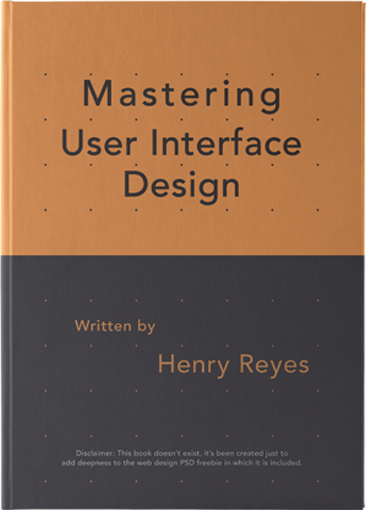 Mastering
User Interface
Design
Written by
Henry Reyes
Disclaimer: This book doesn't exist, it's been created just to
add deepness to the web design PSD freebie in which it is included.